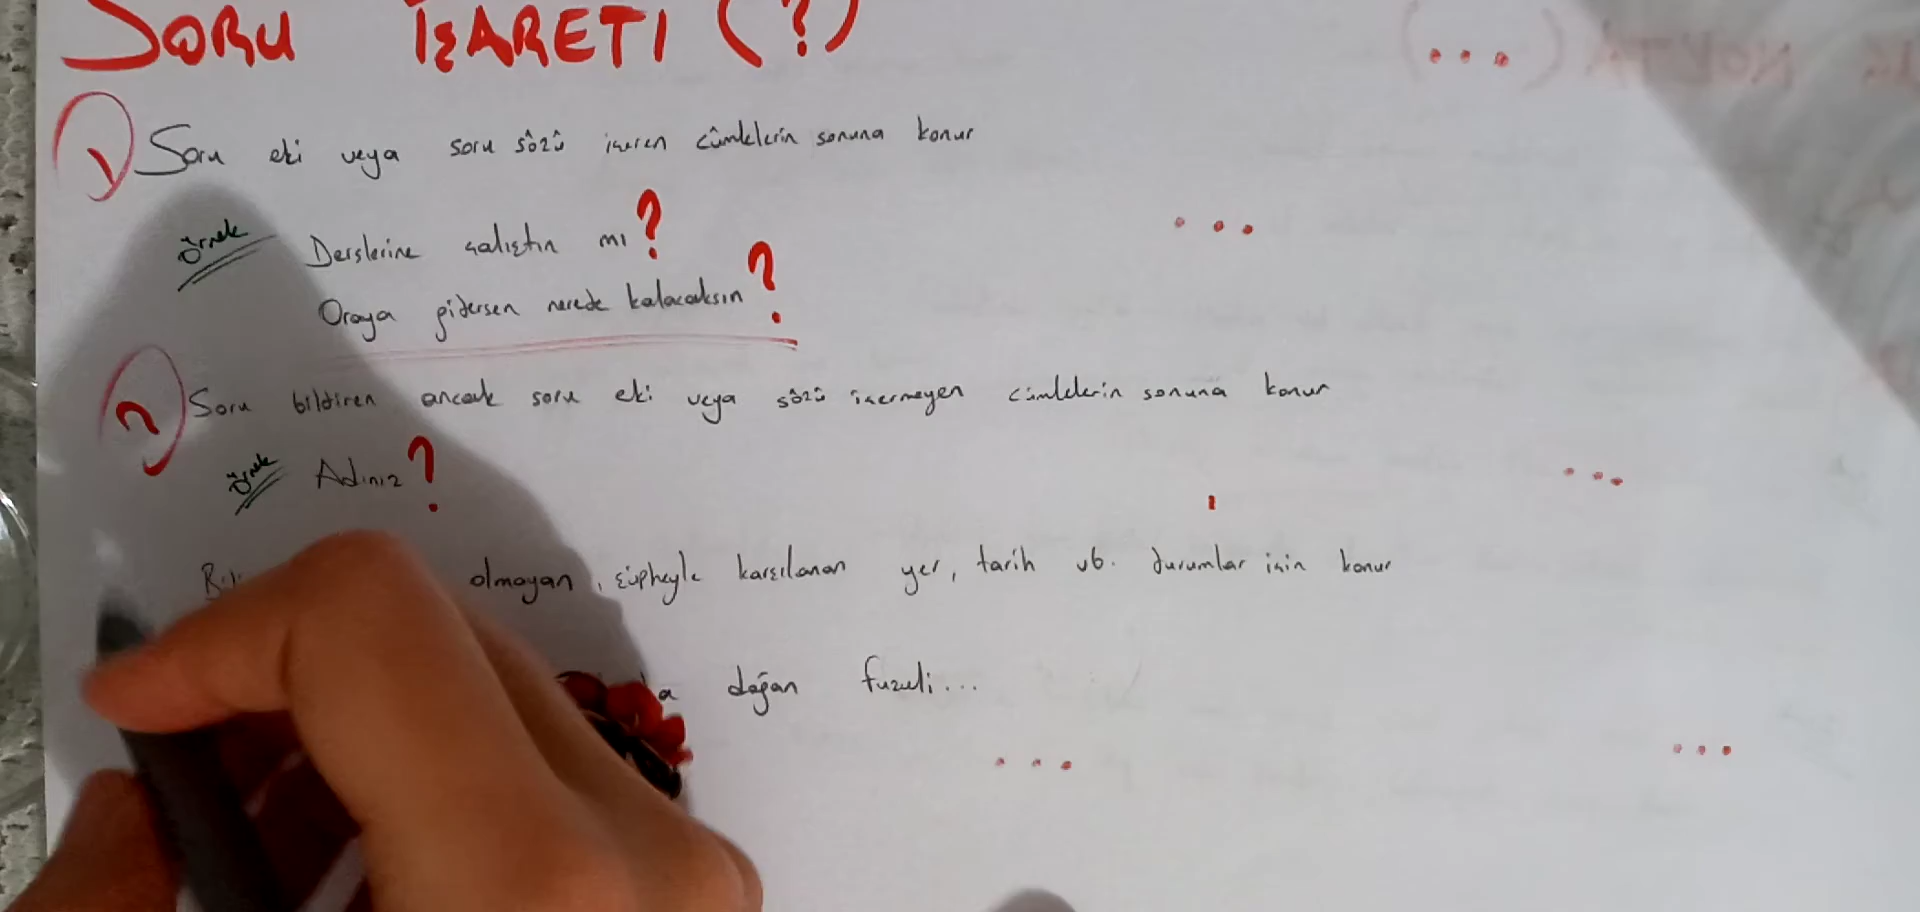 SORU İŞARETİ (?)
1 Soru eki veya soru sözü içeren cümlelerin sonuna konur
örnek Derslerine çalıştın mı?
Oraya gidersen nerede kalacaksın?
2 Soru bildiren ancak soru eki veya sözü içermeyen cümlelerin sonuna konur
örnek Adınız?
olmayan, şüpheyle karşılanan yer, tarih vb. durumlar için konur
doğan fuzuli...